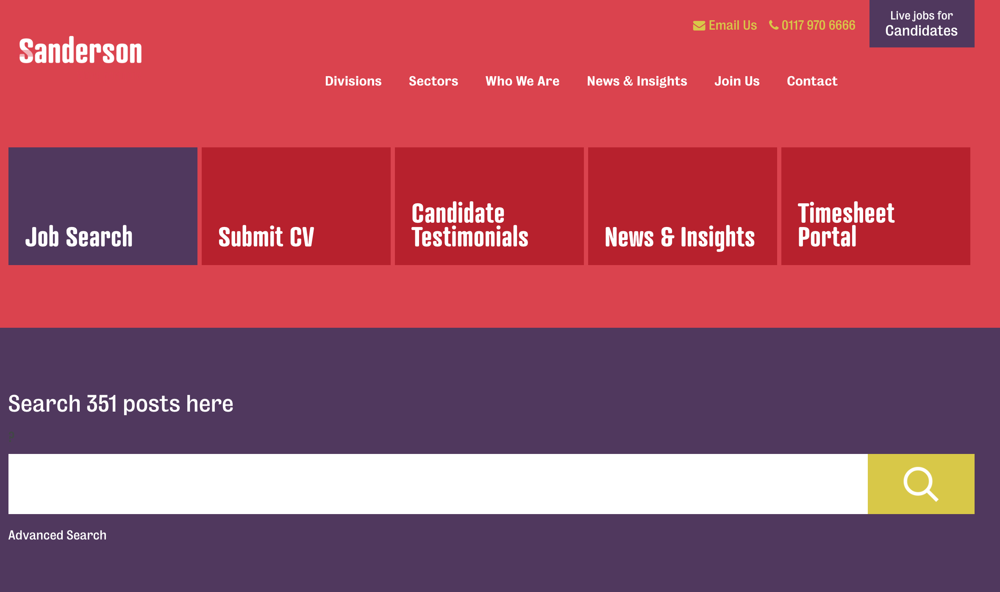 Live jobs for
Candidates
Email Us
0117 970 6666
Sanderson
Divisions
Sectors
Who We Are
News & Insights
Join Us
Contact
Job Search
Submit CV
Candidate
Testimonials
News & Insights
Timesheet
Portal
Search 351 posts here
?
Advanced Search